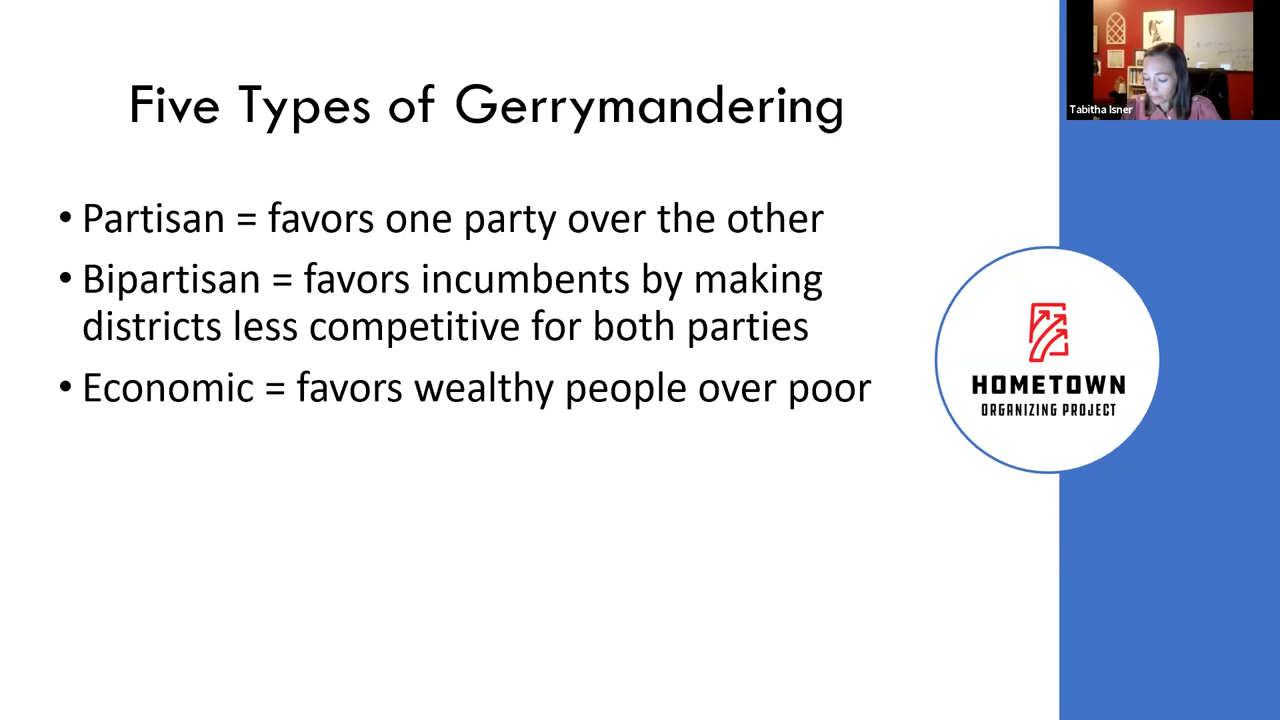 Five Types of Gerrymandering
• Partisan = favors one party over the other
• Bipartisan = favors incumbents by making
districts less competitive for both parties
• Economic = favors wealthy people over poor
Tabitha Isner
HOMETOWN
ORGANIZING PROJECT